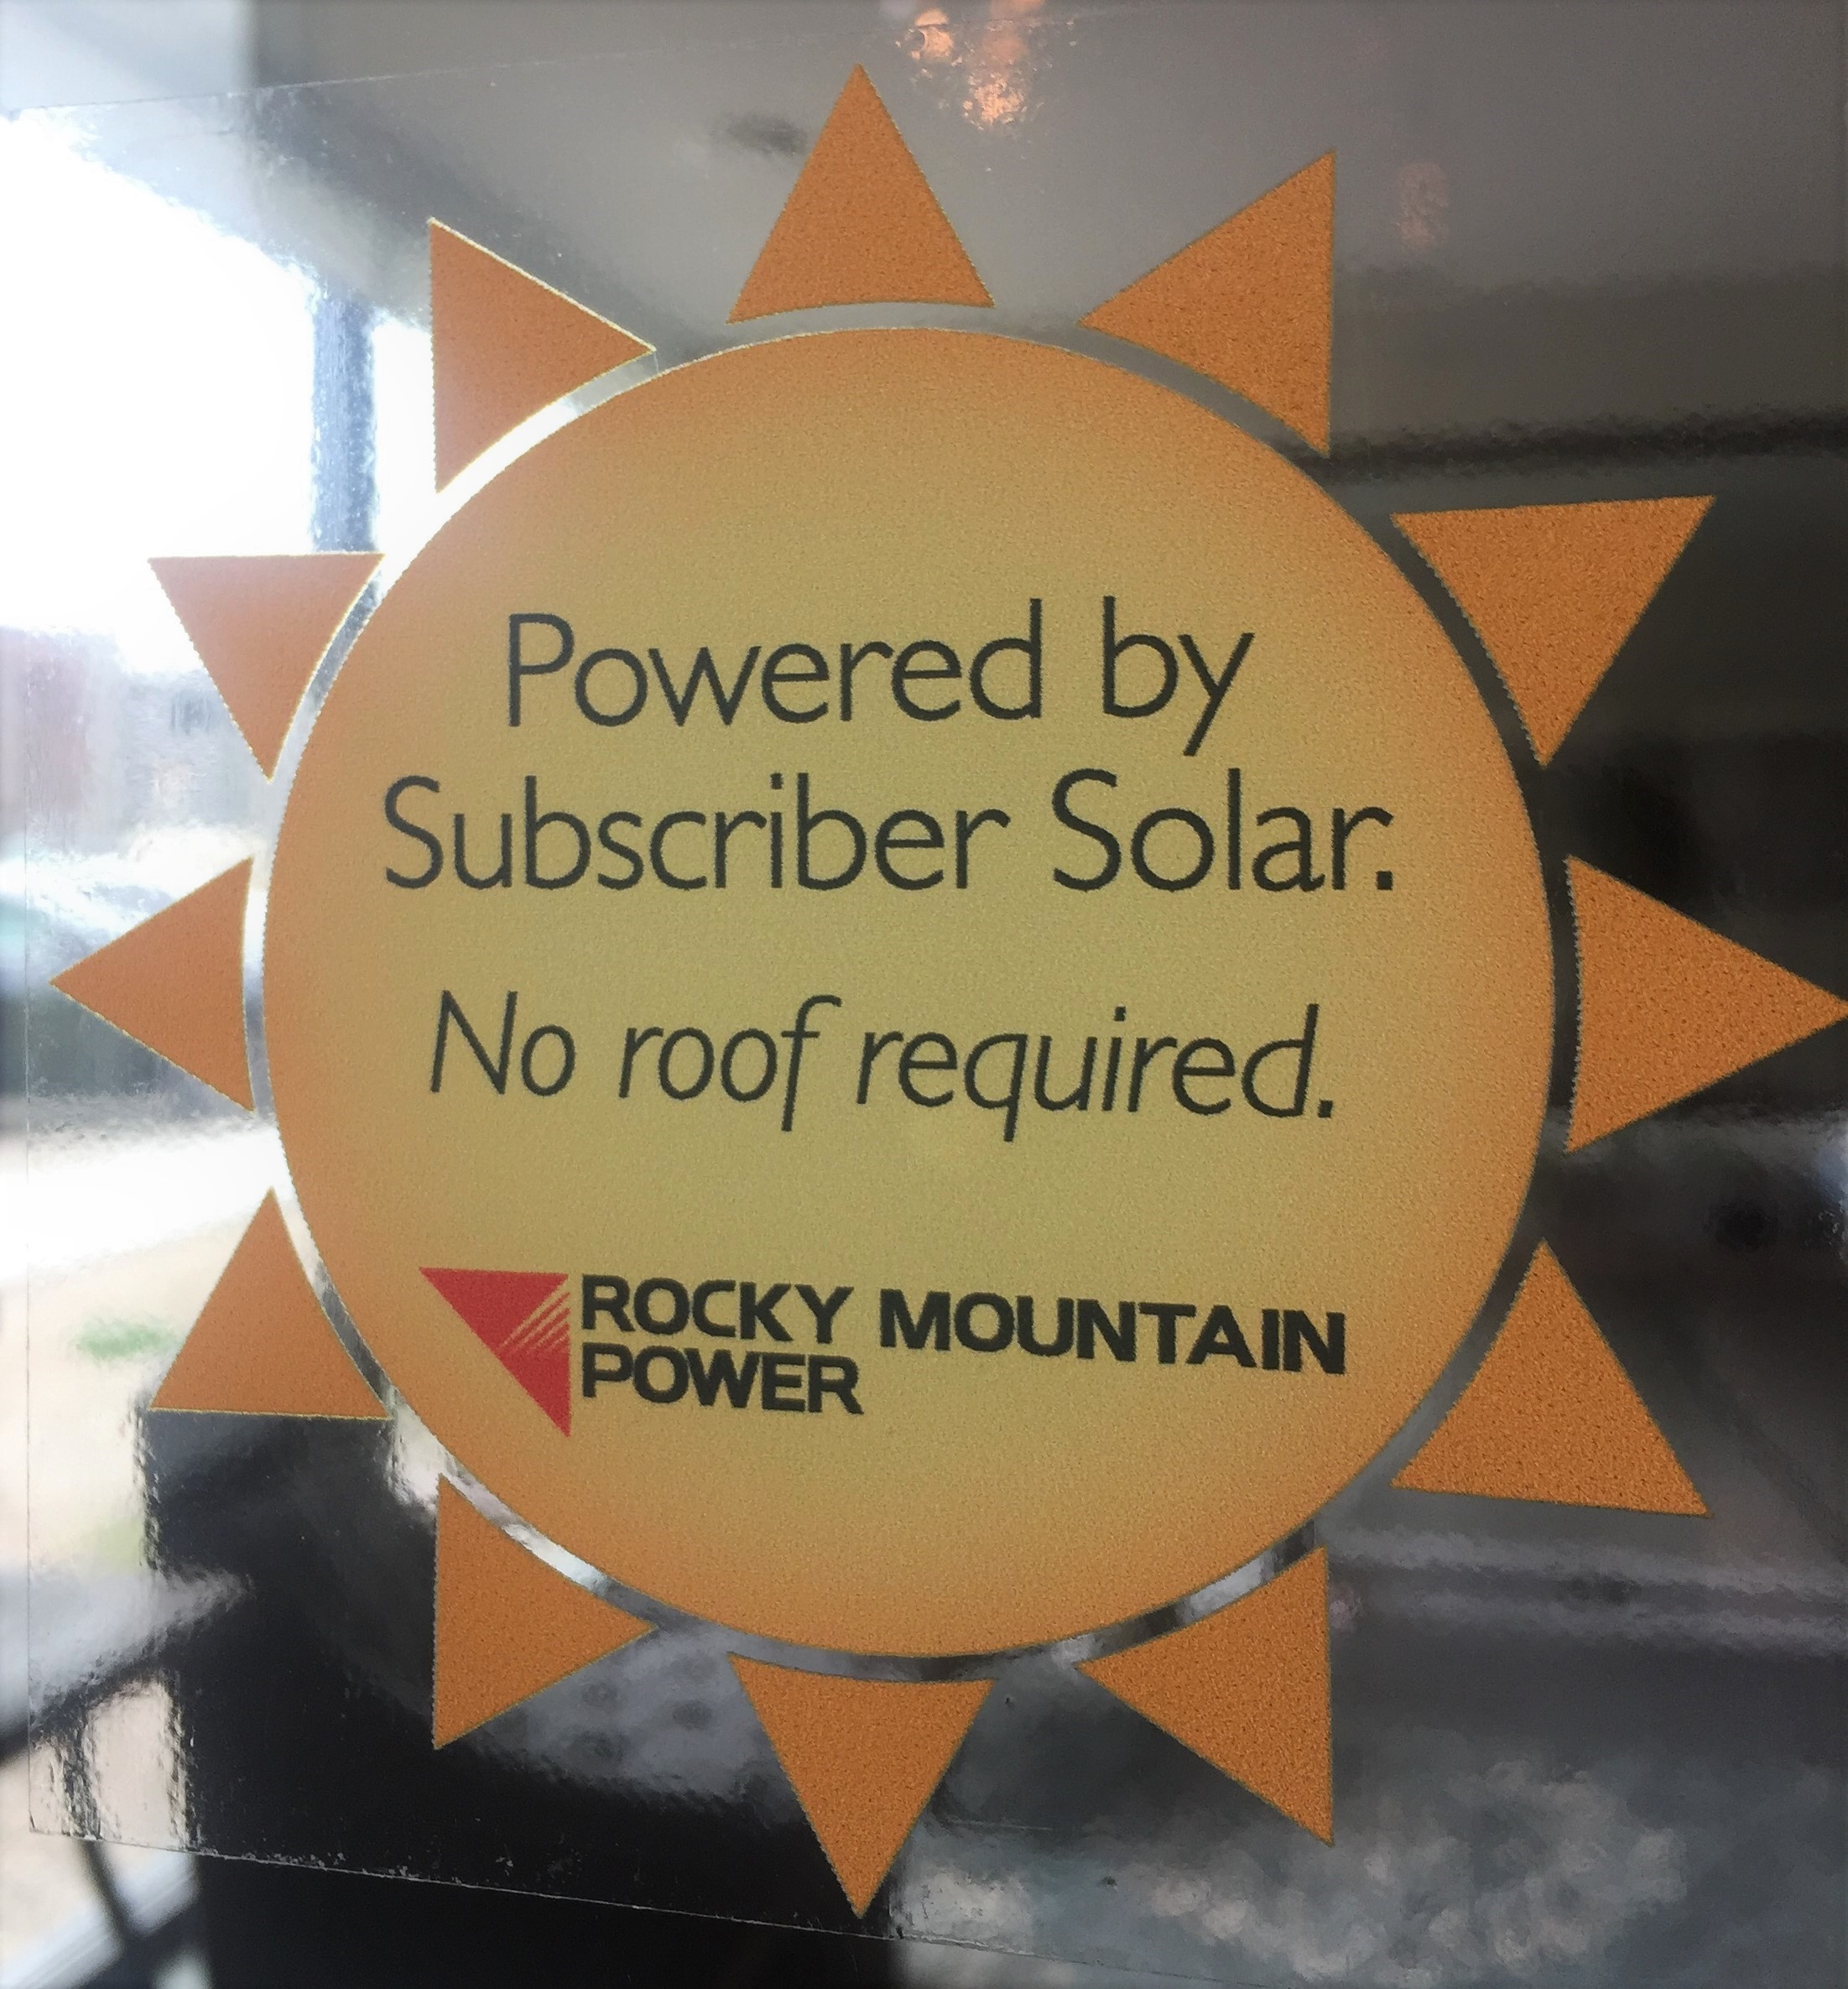 Powered by
Subscriber Solar.
No roof required.
ROCKY MOUNTAIN
POWER